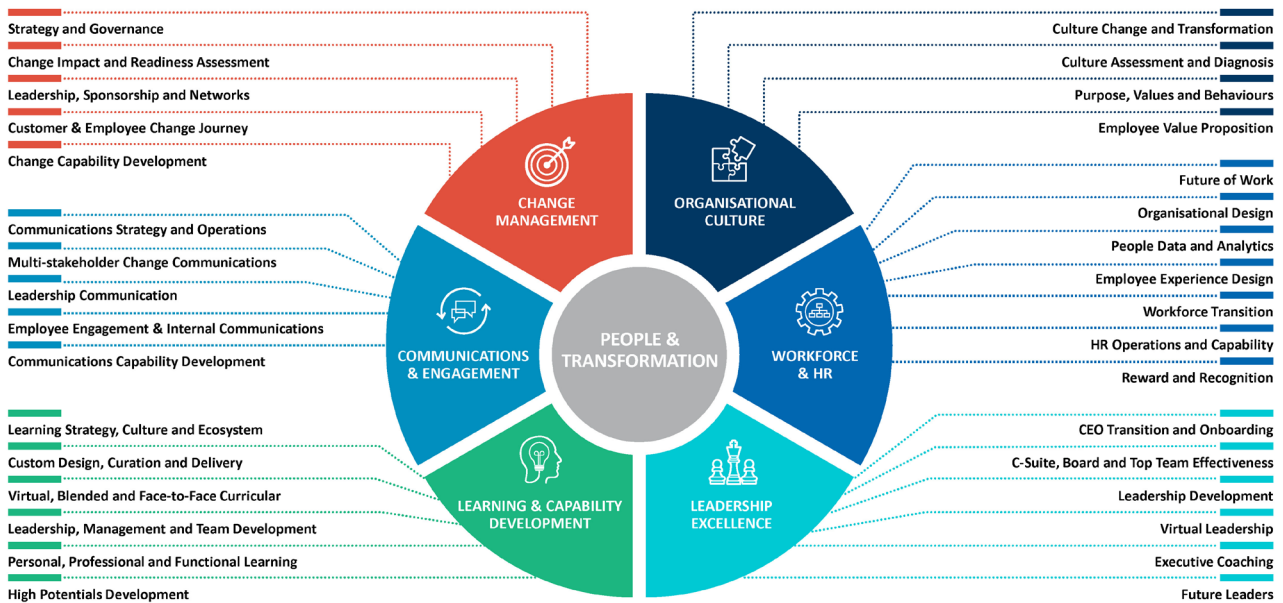 Strategy and Governance
Change Impact and Readiness Assessment
Leadership, Sponsorship and Networks
Customer & Employee Change Journey
Change Capability Development
Communications Strategy and Operations
Multi-stakeholder Change Communications
Leadership Communication
Employee Engagement & Internal Communications
Communications Capability Development
Learning Strategy, Culture and Ecosystem
Custom Design, Curation and Delivery
Virtual, Blended and Face-to-Face Curricular
Leadership, Management and Team Development
Personal, Professional and Functional Learning
High Potentials Development
CHANGE
MANAGEMENT
ORGANISATIONAL
CULTURE
COMMUNICATIONS
& ENGAGEMENT
PEOPLE &
TRANSFORMATION
WORKFORCE
& HR
LEARNING & CAPABILITY
DEVELOPMENT
LEADERSHIP
EXCELLENCE
Culture Change and Transformation
Culture Assessment and Diagnosis
Purpose, Values and Behaviours
Employee Value Proposition
Future of Work
Organisational Design
People Data and Analytics
Employee Experience Design
Workforce Transition
HR Operations and Capability
Reward and Recognition
CEO Transition and Onboarding
C-Suite, Board and Top Team Effectiveness
Leadership Development
Virtual Leadership
Executive Coaching
Future Leaders